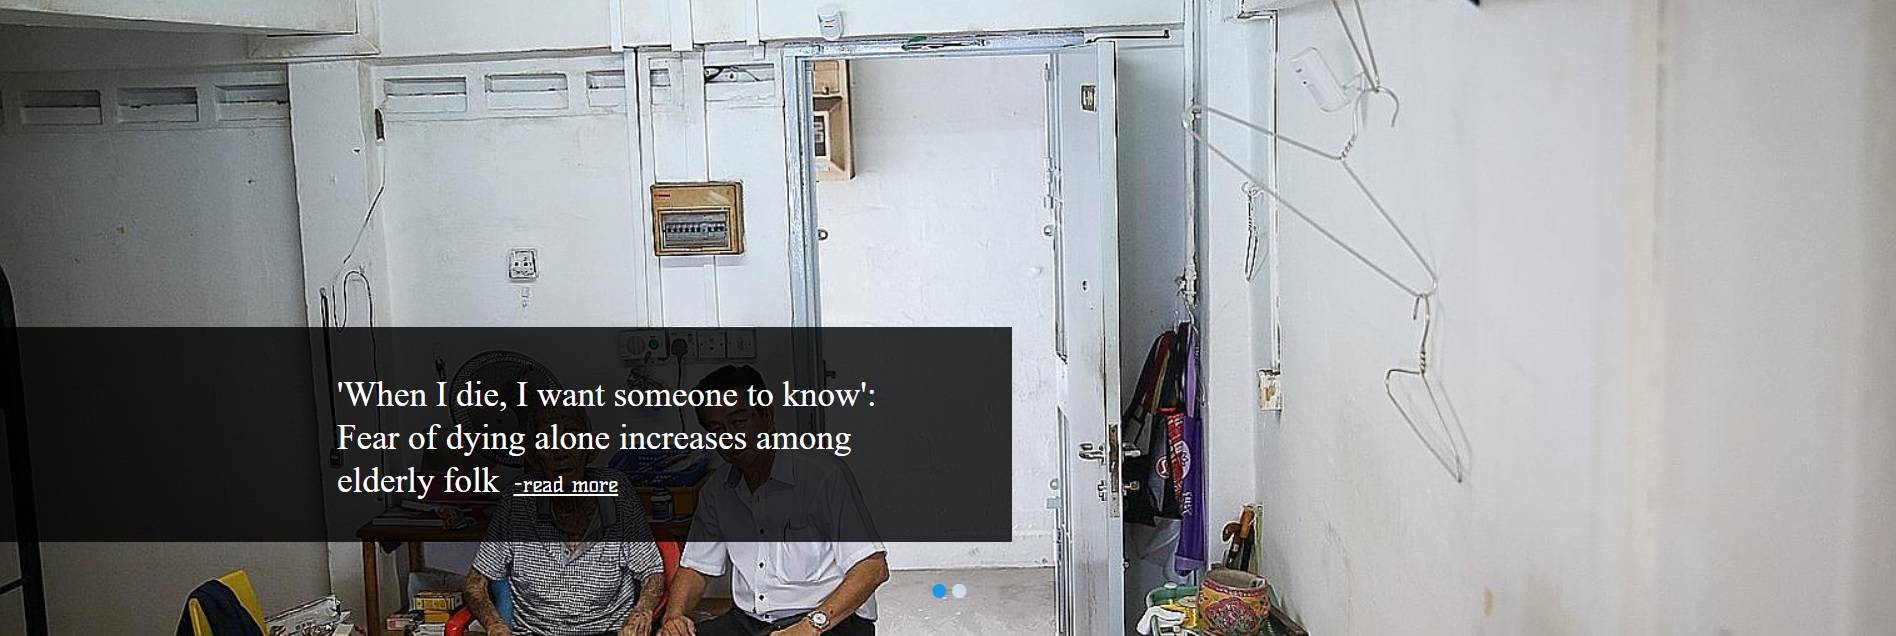 'When I die, I want someone to know':
Fear of dying alone increases among
elderly folk -read more